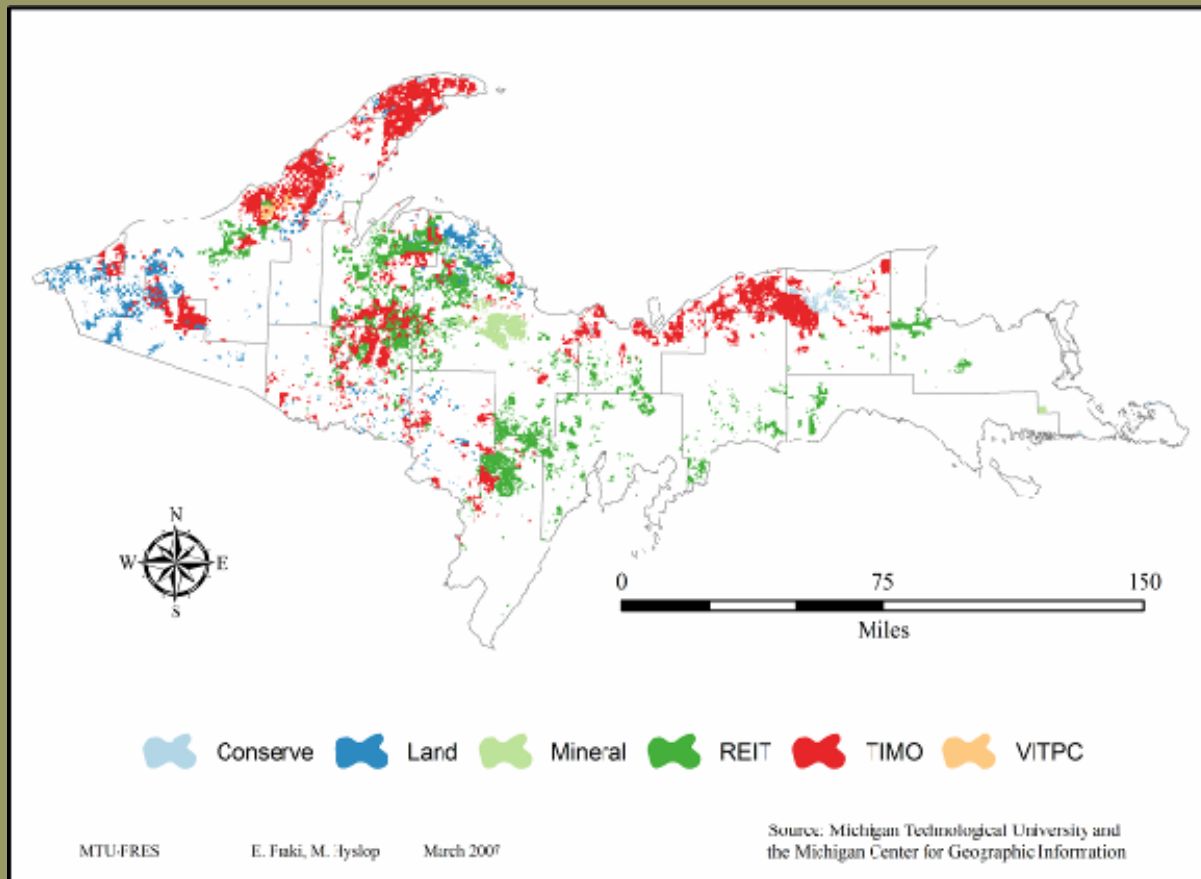 N
W E
S
0 75 150
Miles
Conserve Land Mineral REIT TIMO VITPC
Source: Michigan Technological University and
the Michigan Center for Geographic Information
MTU-FRES E. M. Hyslop March 2007